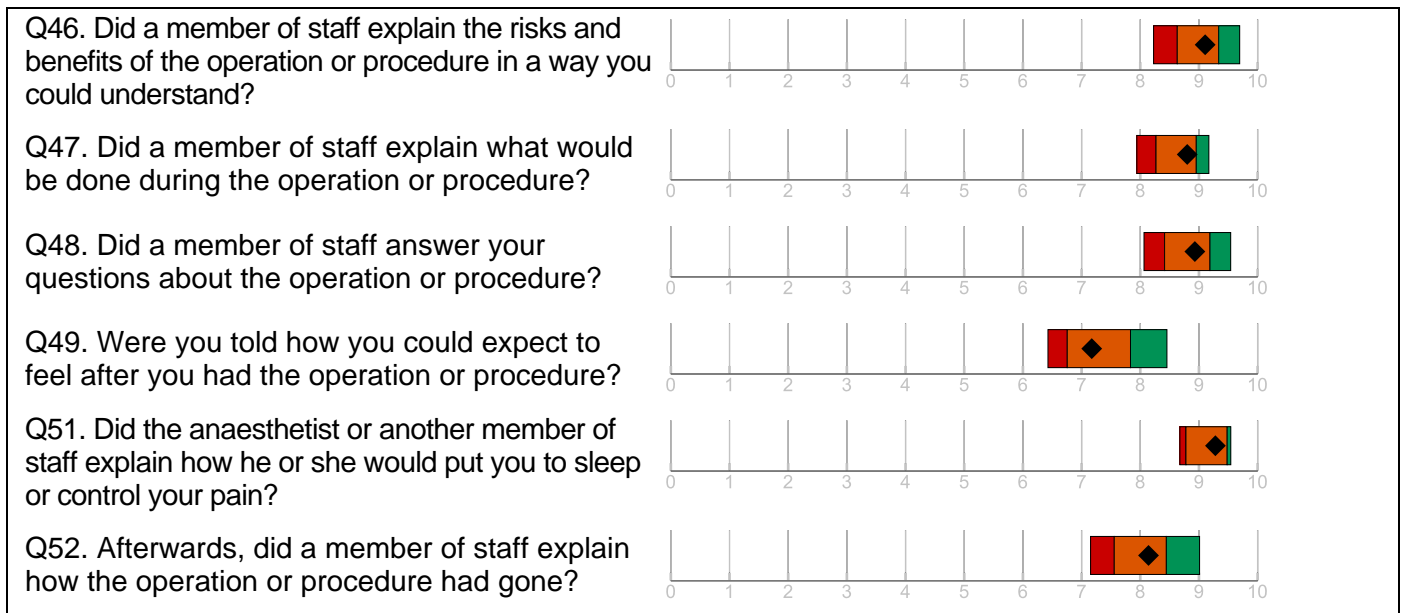 Q46. Did a member of staff explain the risks and
benefits of the operation or procedure in a way you
could understand?
0 1 2 3 4 5 6 7 8 9 10
Q47. Did a member of staff explain what would
be done during the operation or procedure?
0 1 2 3 4 5 6 7 8 9 10
Q48. Did a member of staff answer your
questions about the operation or procedure?
0 1 2 3 4 5 6 7 8 9 10
Q49. Were you told how you could expect to
feel after you had the operation or procedure?
0 1 2 3 4 5 6 7 8 9 10
Q51. Did the anaesthetist or another member of
staff explain how he or she would put you to sleep
or control your pain?
0 1 2 3 4 5 6 7 8 9 10
Q52. Afterwards, did a member of staff explain
how the operation or procedure had gone?
0 1 2 3 4 5 6 7 8 9 10